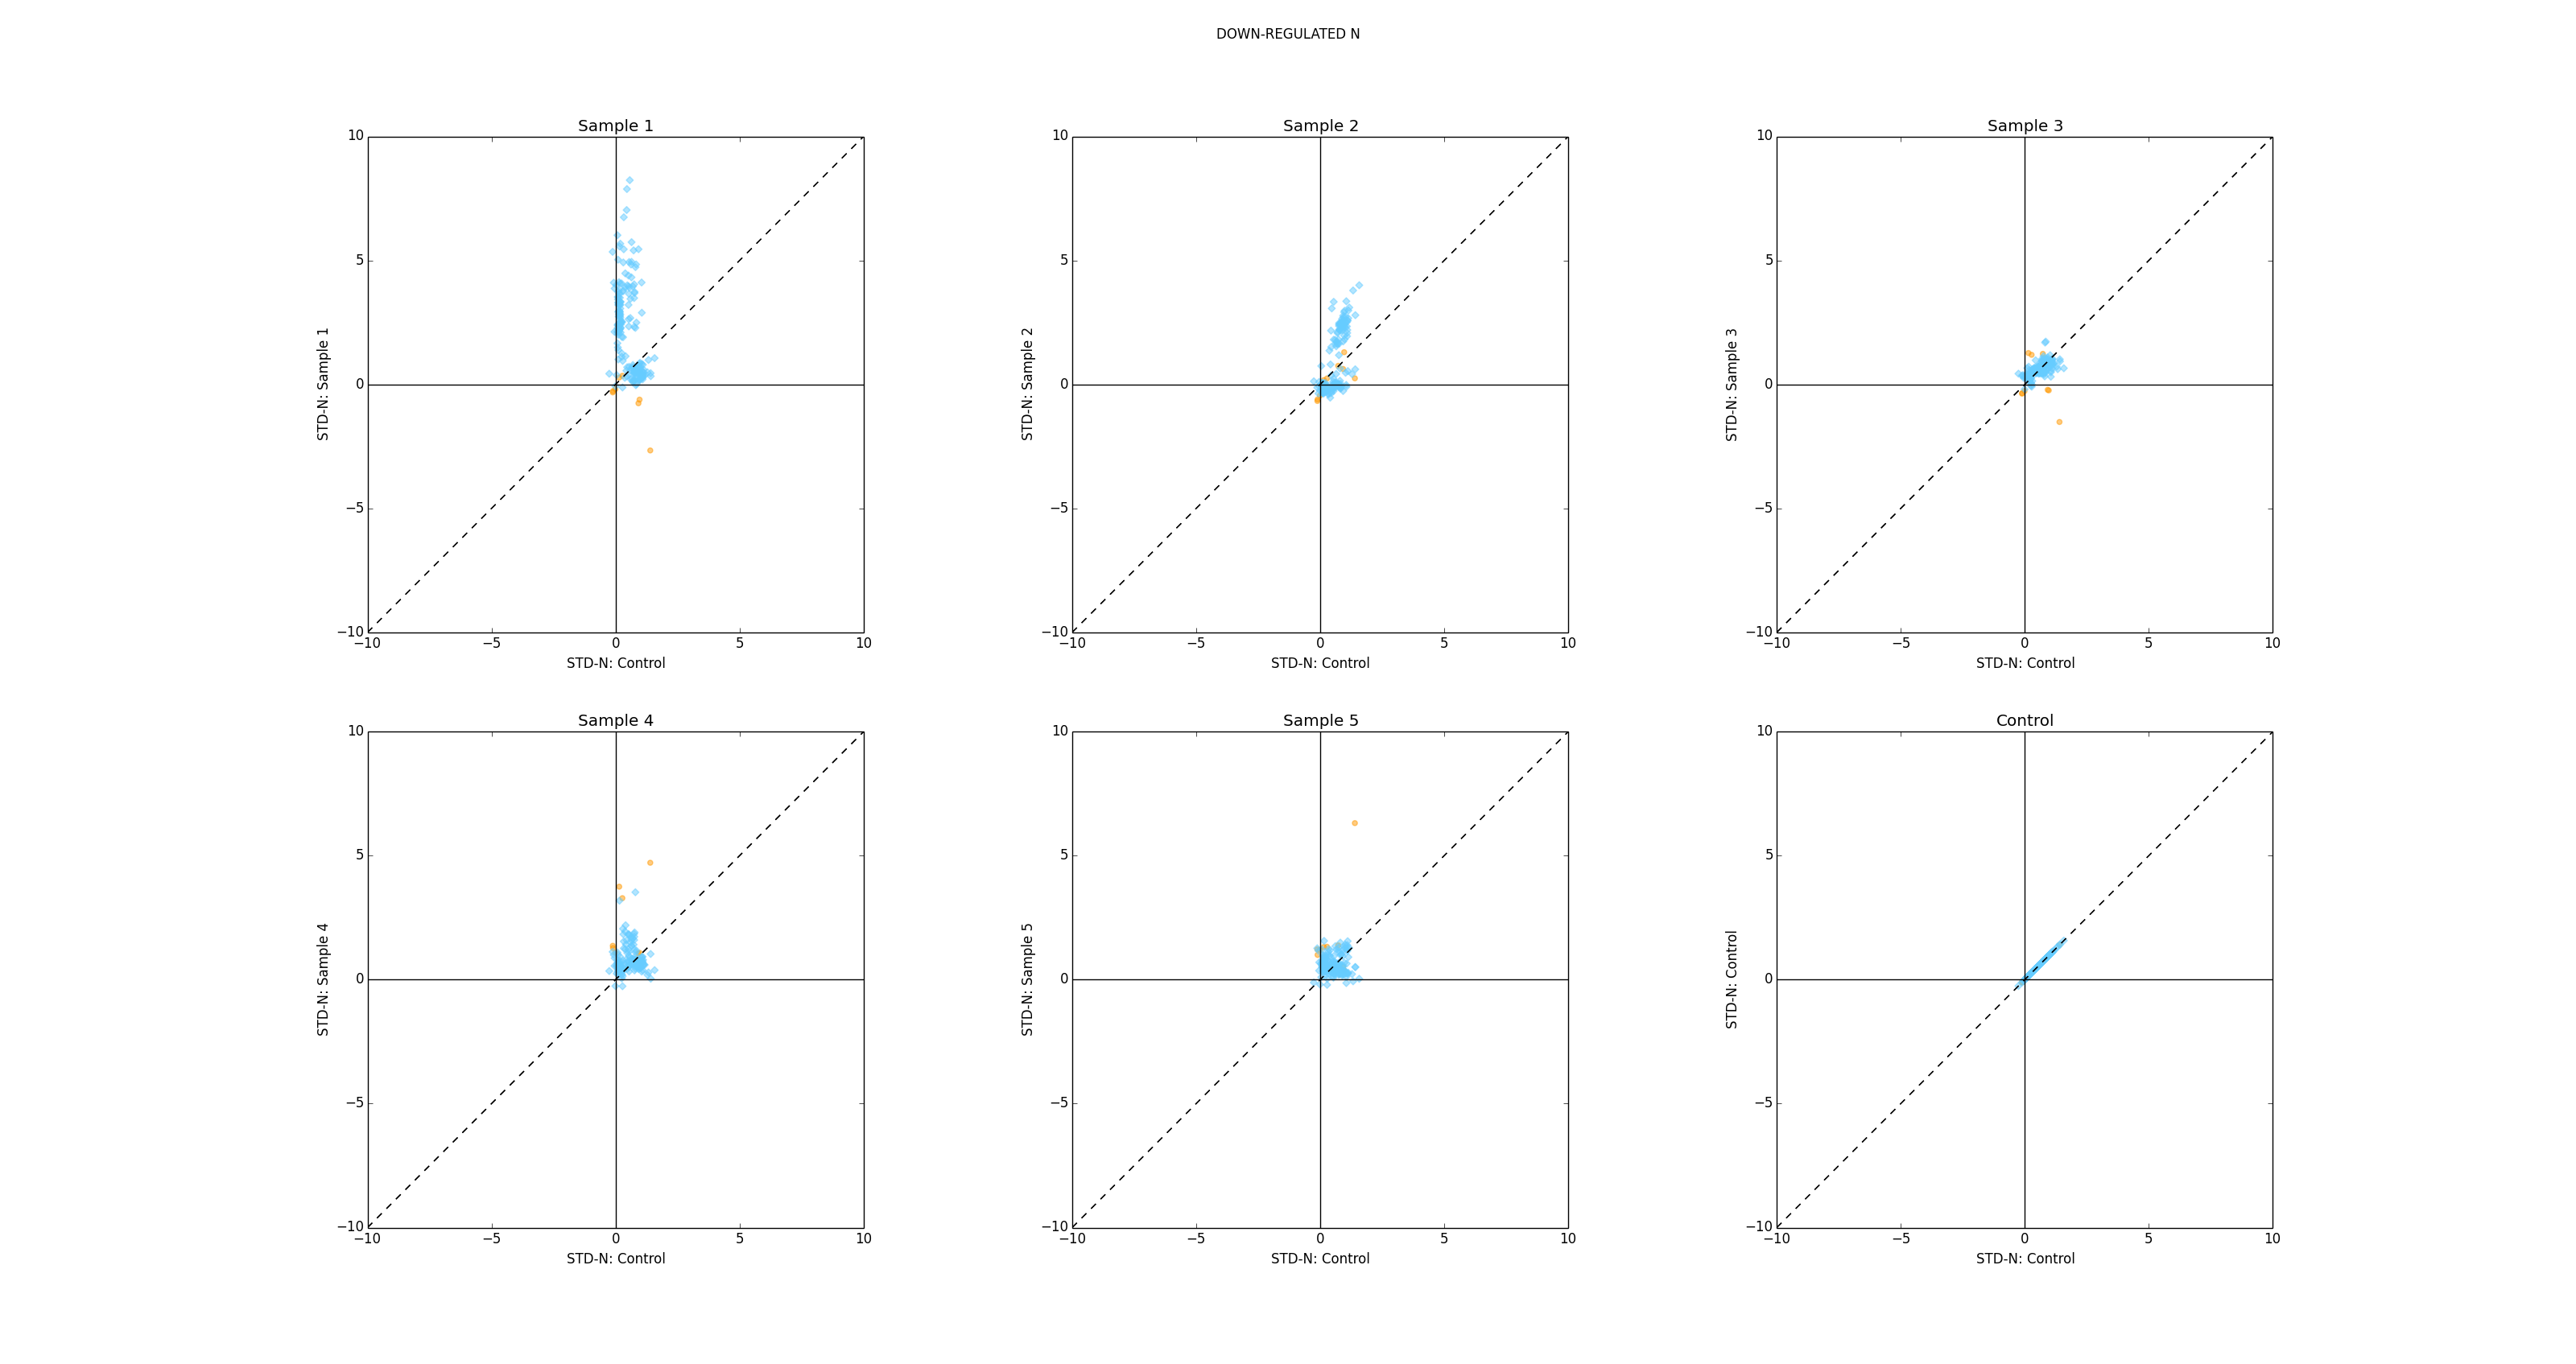 DOWN-REGULATED N
Sample 1
10
5
0
−5
−10
−10 −5 0 5 10
STD-N: Sample 1
STD-N: Control
Sample 2
10
5
0
−5
−10
−10 −5 0 5 10
STD-N: Sample 2
STD-N: Control
Sample 3
10
5
0
−5
−10
−10 −5 0 5 10
STD-N: Sample 3
STD-N: Control
Sample 4
10
5
0
−5
−10
−10 −5 0 5 10
STD-N: Sample 4
STD-N: Control
Sample 5
10
5
0
−5
−10
−10 −5 0 5 10
STD-N: Sample 5
STD-N: Control
Control
10
5
0
−5
−10
−10 −5 0 5 10
STD-N: Control
STD-N: Control